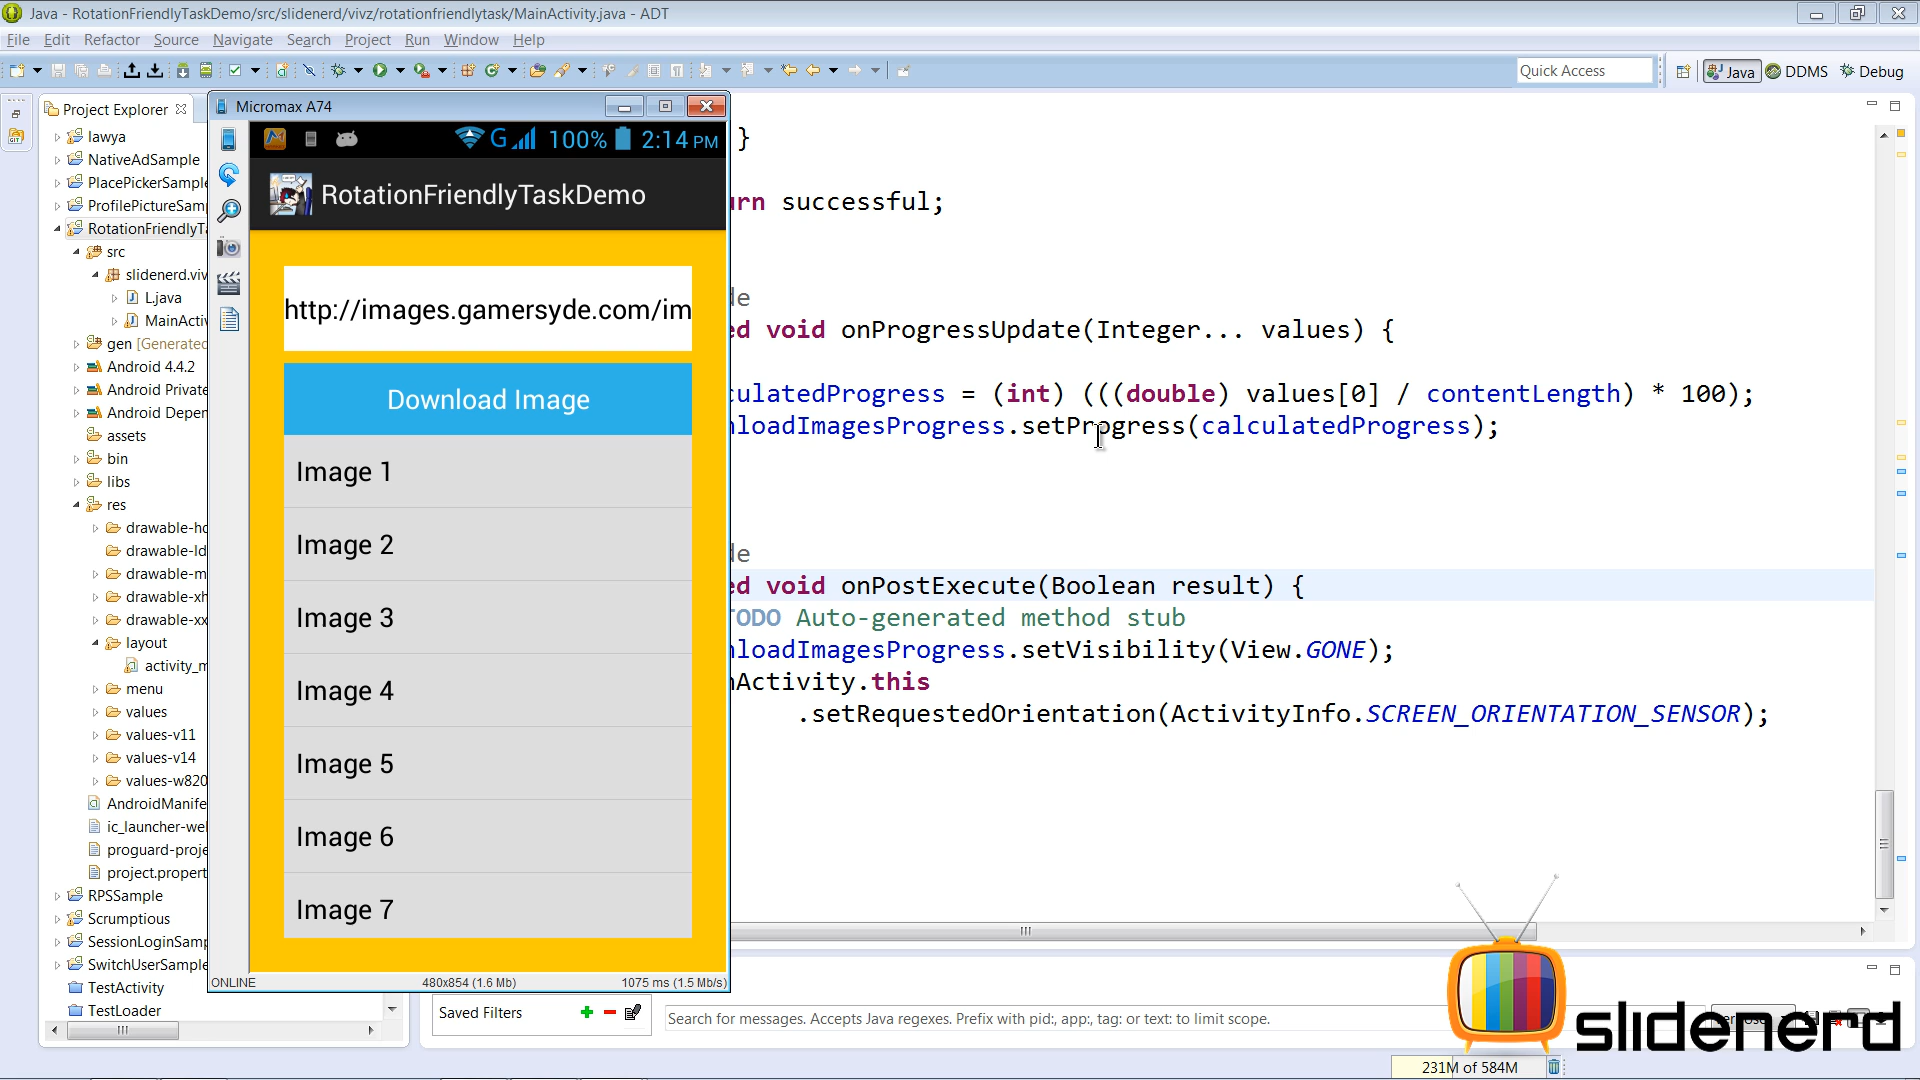 Java - RotationFriendlyTaskDemo/src/slidenerd/vivz/rotationfriendlytask/MainActivity.java - ADT
File Edit Refactor Source Navigate Search Project Run Window Help
Quick Access
Java
DDMS
Debug
Project Explorer
lawya
NativeAdSample
PlacePickerSample
ProfilePictureSam
RotationFriendlyT
src
slidenerd.viv
L.java
MainActiv
gen [Generated
Android 4.4.2
Android Private
Android Depen
assets
bin
libs
res
drawable-hd
drawable-ld
drawable-m
drawable-xh
drawable-xx
layout
activity_m
menu
values
values-v11
values-v14
values-w820
AndroidManife
ic_launcher-wel
proguard-proje
project.propert
RPSSample
Scrumptious
SessionLoginSamp
SwitchUserSample
TestActivity
TestLoader
Micromax A74
G 100% 2:14 PM
RotationFriendlyTaskDemo
http://images.gamersyde.com/im
Download Image
Image 1
Image 2
Image 3
Image 4
Image 5
Image 6
Image 7
ONLINE 480x854 (1.6 Mb) 1075 ms (1.5 Mb/s)
}
urn successful;
de
ed void onProgressUpdate(Integer... values) {
culatedProgress = (int) (((double) values[0] / contentLength) * 100);
nloadImagesProgress.setProgress(calculatedProgress);
de
ed void onPostExecute(Boolean result) {
TODO Auto-generated method stub
nloadImagesProgress.setVisibility(View.GONE);
nActivity.this
.setRequestedOrientation(ActivityInfo.SCREEN_ORIENTATION_SENSOR);
Saved Filters
Search for messages. Accepts Java regexes. Prefix with pid:, app:, tag: or text: to limit scope.
231M of 584M
slidenerd